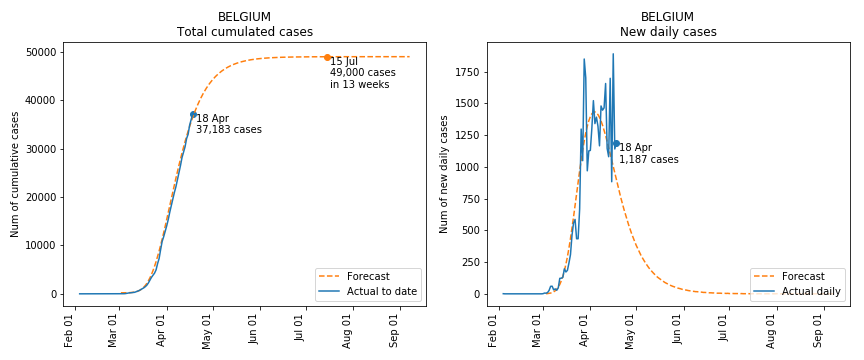 BELGIUM
Total cumulated cases
Num of cumulative cases
50000
40000
30000
20000
10000
0
15 Jul
49,000 cases
in 13 weeks
18 Apr
37,183 cases
Forecast
Actual to date
Feb 01
Mar 01
Apr 01
May 01
Jun 01
Jul 01
Aug 01
Sep 01
BELGIUM
New daily cases
Num of new daily cases
1750
1500
1250
1000
750
500
250
0
18 Apr
1,187 cases
Forecast
Actual daily
Feb 01
Mar 01
Apr 01
May 01
Jun 01
Jul 01
Aug 01
Sep 01